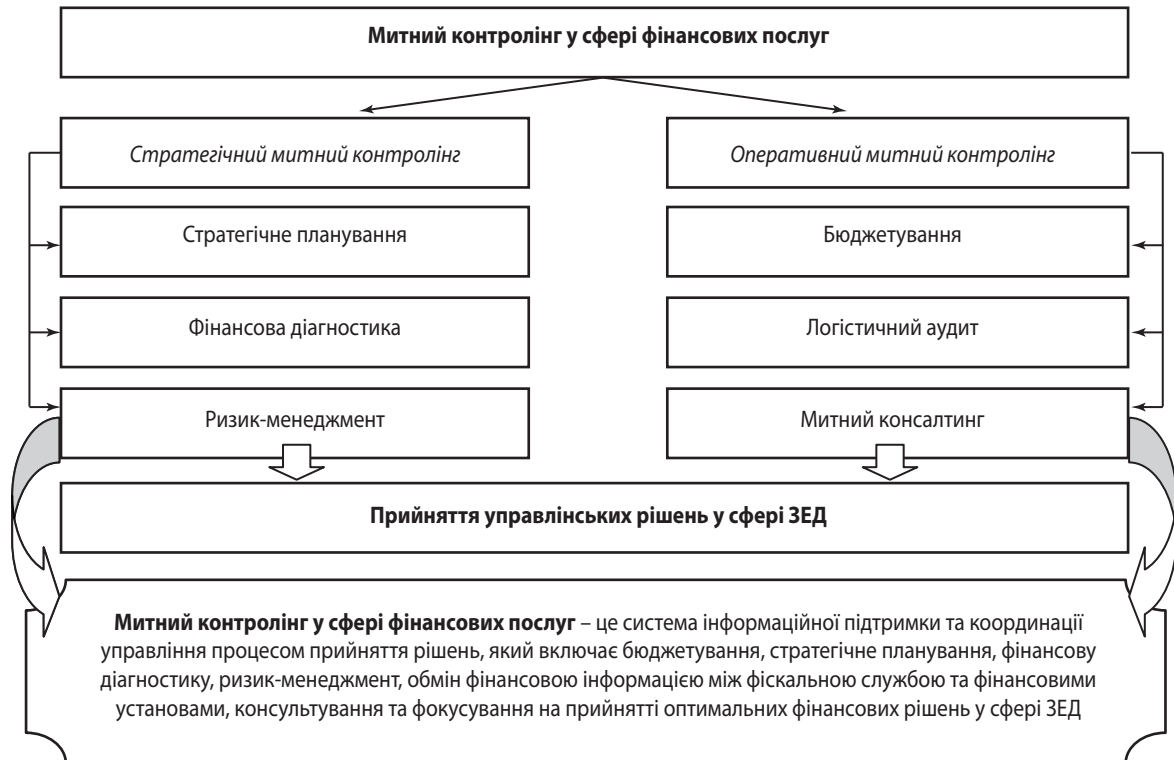 Митний контролінг у сфері фінансових послуг
Стратегічний митний контролінг
Оперативний митний контролінг
Стратегічне планування
Бюджетування
Фінансова діагностика
Логістичний аудит
Ризик-менеджмент
Митний консалтинг
Прийняття управлінських рішень у сфері ЗЕД
Митний контролінг у сфері фінансових послуг – це система інформаційної підтримки та координації
управління процесом прийняття рішень, який включає бюджетування, стратегічне планування, фінансову
діагностику, ризик-менеджмент, обмін фінансовою інформацією між фіскальною службою та фінансовими
установами, консультування та фокусування на прийнятті оптимальних фінансових рішень у сфері ЗЕД